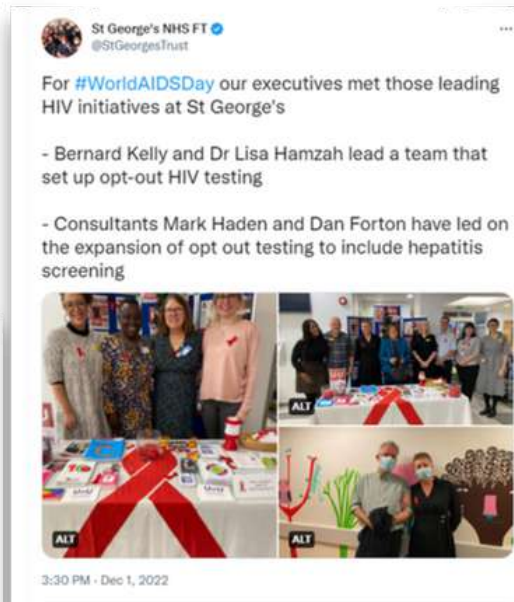 St George's NHS FT
@StGeorgesTrust
For #WorldAIDSDay our executives met those leading
HIV initiatives at St George's
- Bernard Kelly and Dr Lisa Hamzah lead a team that
set up opt-out HIV testing
- Consultants Mark Haden and Dan Forton have led on
the expansion of opt out testing to include hepatitis
screening
ALT
ALT
ALT
3:30 PM · Dec 1, 2022